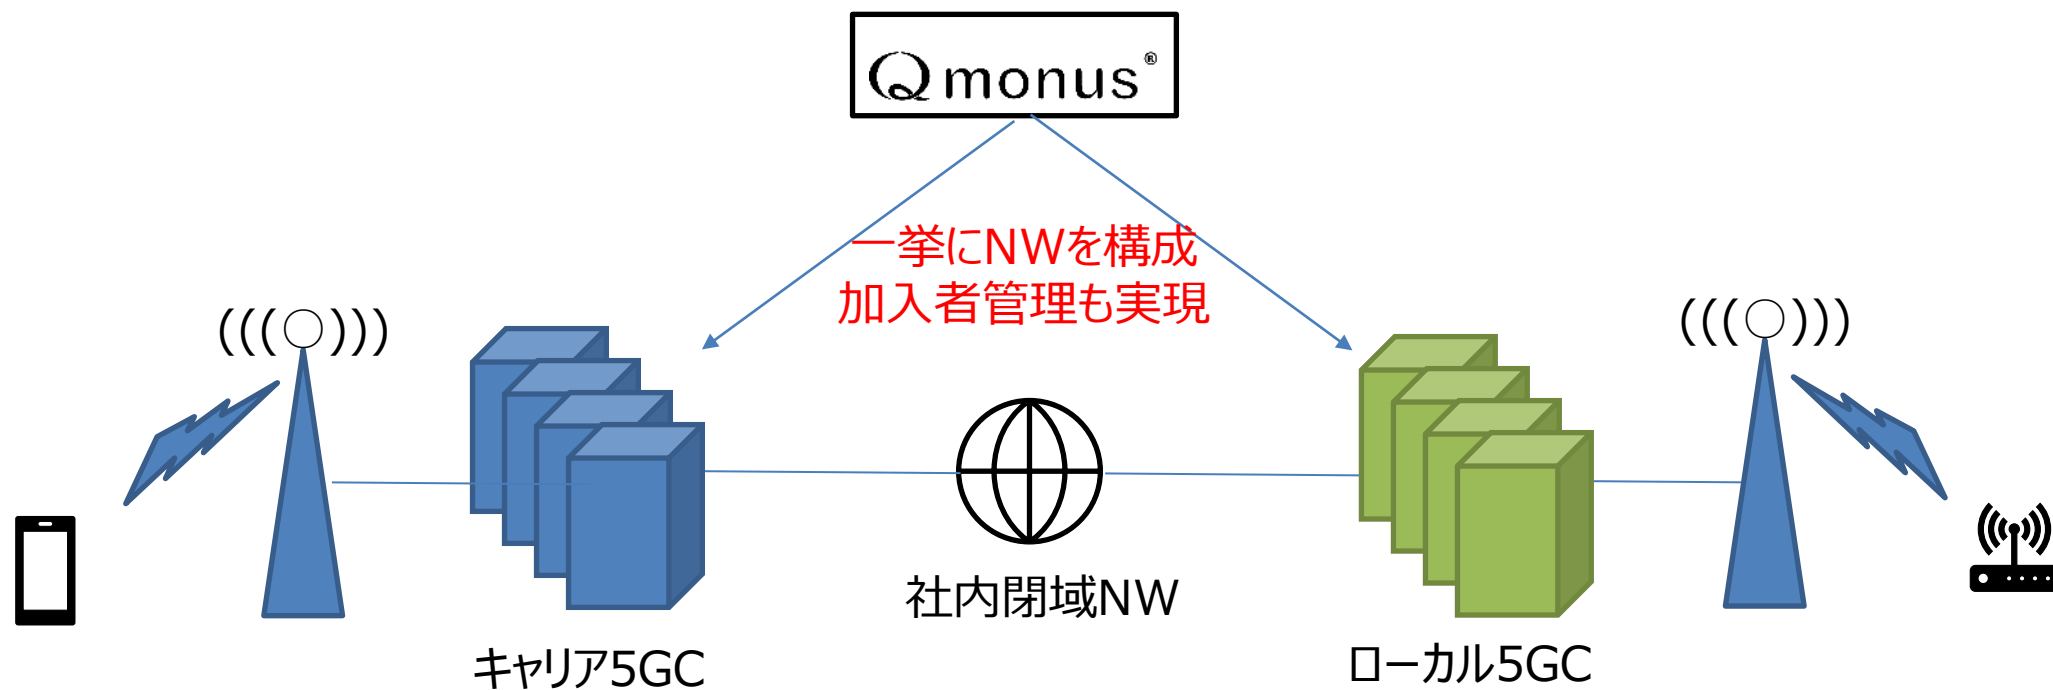 Qmonus®
一挙にNWを構成
加入者管理も実現
(((○)))
(((○)))
社内閉域NW
キャリア5GC
ローカル5GC